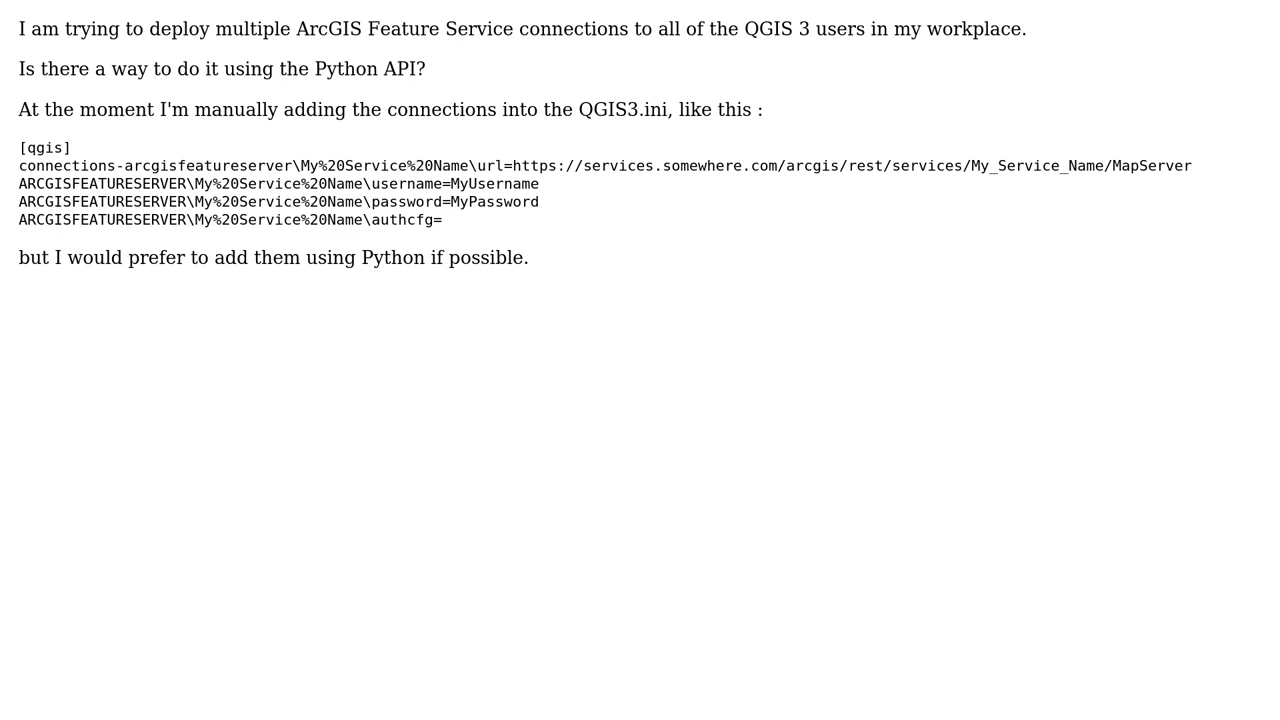 I am trying to deploy multiple ArcGIS Feature Service connections to all of the QGIS 3 users in my workplace.
Is there a way to do it using the Python API?
At the moment I'm manually adding the connections into the QGIS3.ini, like this :
[qgis]
connections-arcgisfeatureserver\My%20Service%20Name\url=https://services.somewhere.com/arcgis/rest/services/My_Service_Name/MapServer
ARCGISFEATURESERVER\My%20Service%20Name\username=MyUsername
ARCGISFEATURESERVER\My%20Service%20Name\password=MyPassword
ARCGISFEATURESERVER\My%20Service%20Name\authcfg=
but I would prefer to add them using Python if possible.